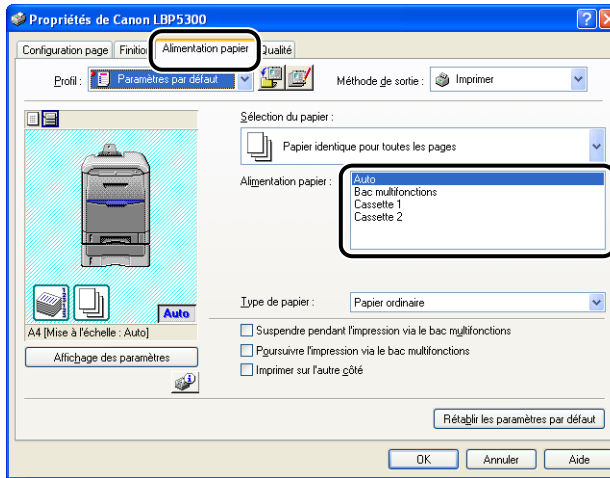 Propriétés de Canon LBP5300
Configuration page Finition Alimentation papier Qualité
Profil : Paramètres par défaut Méthode de sortie : Imprimer
Sélection du papier :
Papier identique pour toutes les pages
Alimentation papier : Auto
Bac multifonctions
Cassette 1
Cassette 2
Auto
Type de papier : Papier ordinaire
A4 [Mise à l'échelle : Auto]
Suspendre pendant l'impression via le bac multifonctions
Affichage des paramètres
Poursuivre l'impression via le bac multifonctions
Imprimer sur l'autre côté
Rétablir les paramètres par défaut
OK Annuler Aide